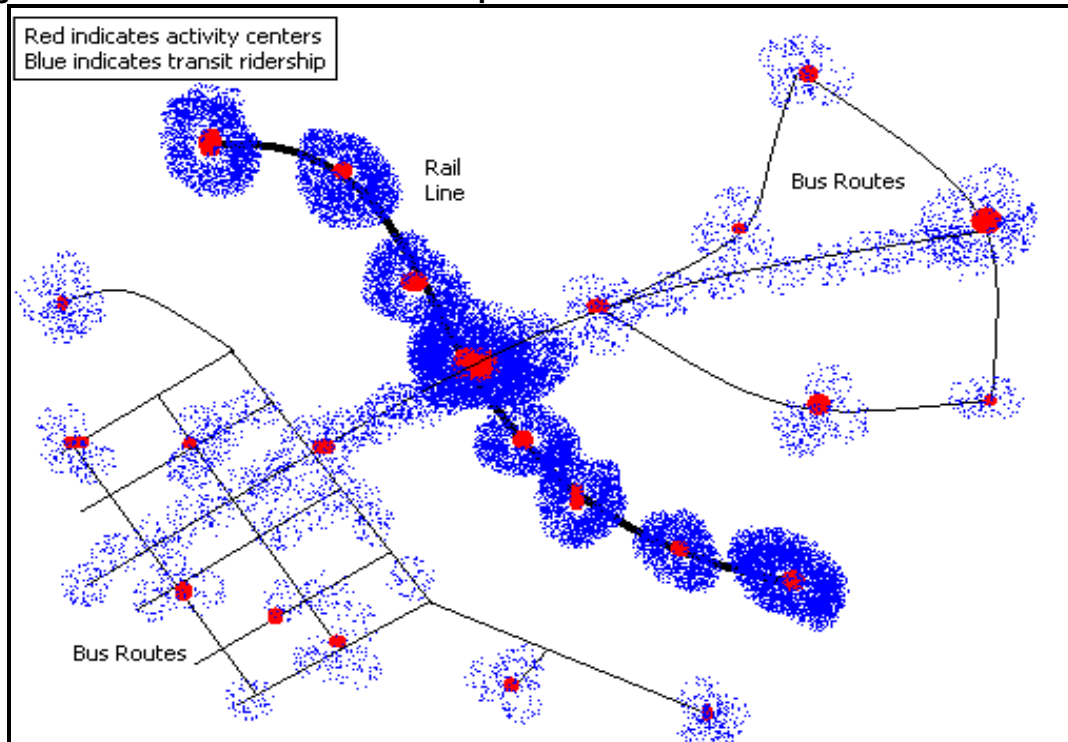 Red indicates activity centers
Blue indicates transit ridership
Rail
Line
Bus Routes
Bus Routes